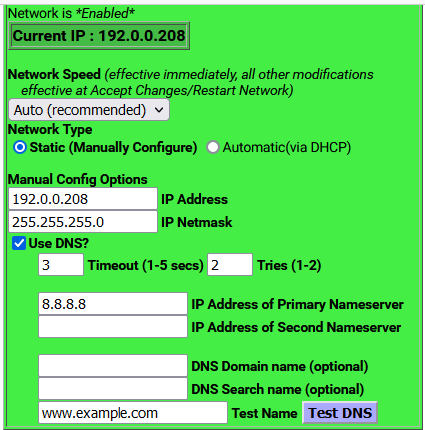 Network is *Enabled*
Current IP : 192.0.0.208
Network Speed (effective immediately, all other modifications
effective at Accept Changes/Restart Network)
Auto (recommended)
Network Type
Static (Manually Configure) Automatic(via DHCP)
Manual Config Options
192.0.0.208 IP Address
255.255.255.0 IP Netmask
Use DNS?
3 Timeout (1-5 secs) 2 Tries (1-2)
8.8.8.8 IP Address of Primary Nameserver
IP Address of Second Nameserver
DNS Domain name (optional)
DNS Search name (optional)
www.example.com Test Name Test DNS